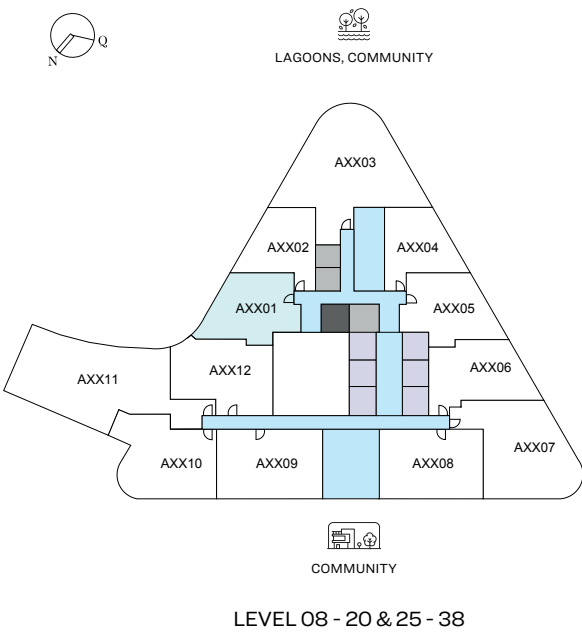 N
Q
LAGOONS, COMMUNITY
AXX03
AXX02
AXX04
AXX01
AXX05
AXX11
AXX12
AXX06
AXX10
AXX09
AXX08
AXX07
COMMUNITY
LEVEL 08 - 20 & 25 - 38